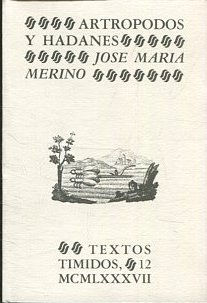 ARTROPODOS
Y HADANES
JOSE MARIA
MERINO
TEXTOS
TIMIDOS, 12
MCMLXXXVII